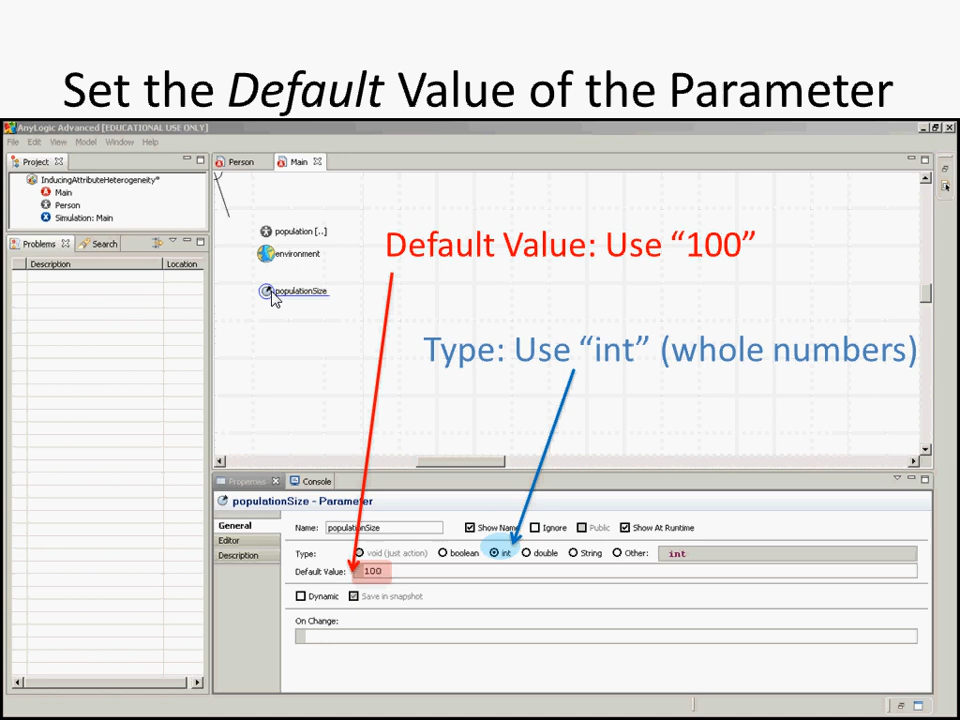 Set the Default Value of the Parameter
AnyLogic Advanced [EDUCATIONAL USE ONLY]
File Edit View Model Window Help
Project
InducingAttributeHeterogeneity*
Main
Person
Simulation: Main
Problems Search
Description Location
Person Main
population [..]
environment
populationSize
Default Value: Use “100”
Type: Use “int” (whole numbers)
Properties Console
populationSize - Parameter
General
Editor
Description
Name: populationSize Show Name Ignore Public Show At Runtime
Type: void (just action) boolean int double String Other: int
Default Value: 100
Dynamic Save in snapshot
On Change: